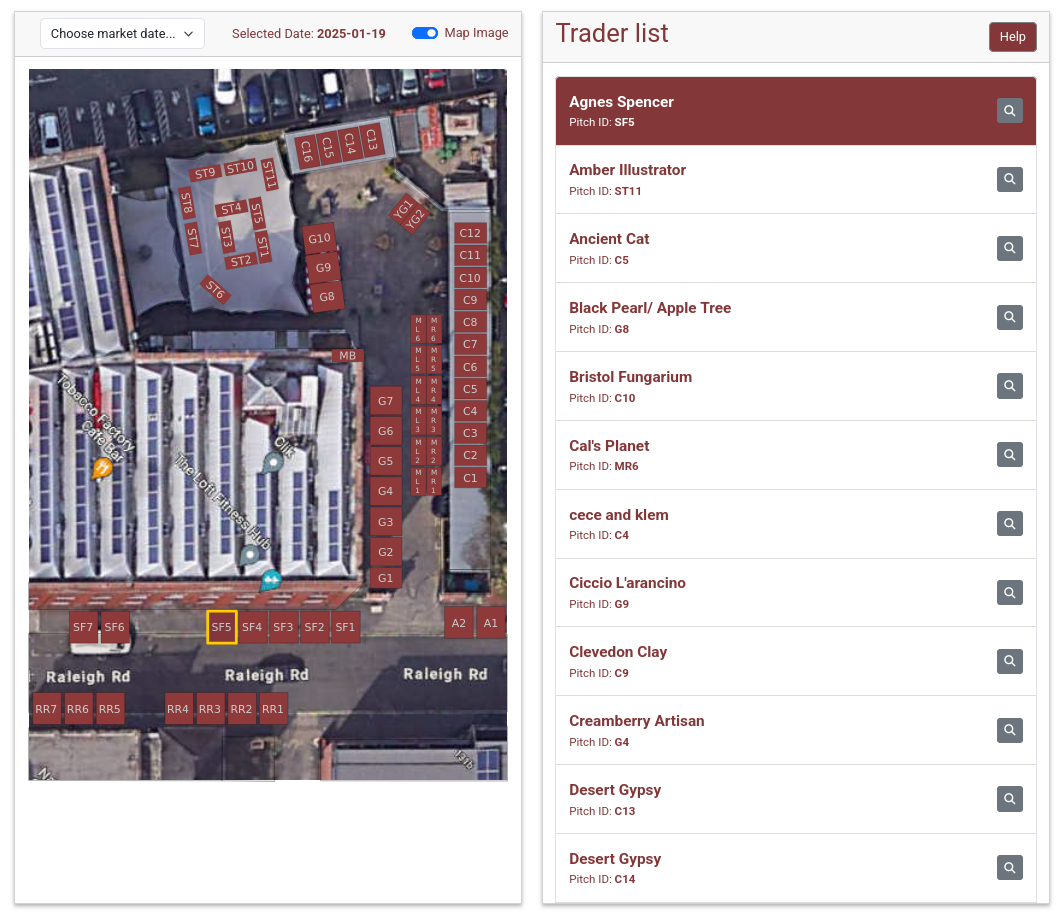 Choose market date...
Selected Date: 2025-01-19
Map Image
C16
C15
C14
C13
ST9
ST10
ST11
ST8
ST4
ST5
ST7
ST3
ST1
ST2
ST6
YG1
YG2
G10
G9
G8
C12
C11
C10
C9
C8
C7
C6
C5
C4
C3
C2
C1
ML6
MR6
ML5
MR5
ML4
MR4
ML3
MR3
ML2
MR2
ML1
MR1
MB
G7
G6
G5
G4
G3
G2
G1
Tobacco Factory
Cafe Bar
Clik
The Loft Fitness Hub
SF7
SF6
SF5
SF4
SF3
SF2
SF1
A2
A1
Raleigh Rd
Raleigh Rd
Raleigh Rd
RR7
RR6
RR5
RR4
RR3
RR2
RR1
Trader list
Help
Agnes Spencer
Pitch ID: SF5
Amber Illustrator
Pitch ID: ST11
Ancient Cat
Pitch ID: C5
Black Pearl/ Apple Tree
Pitch ID: G8
Bristol Fungarium
Pitch ID: C10
Cal's Planet
Pitch ID: MR6
cece and klem
Pitch ID: C4
Ciccio L'arancino
Pitch ID: G9
Clevedon Clay
Pitch ID: C9
Creamberry Artisan
Pitch ID: G4
Desert Gypsy
Pitch ID: C13
Desert Gypsy
Pitch ID: C14